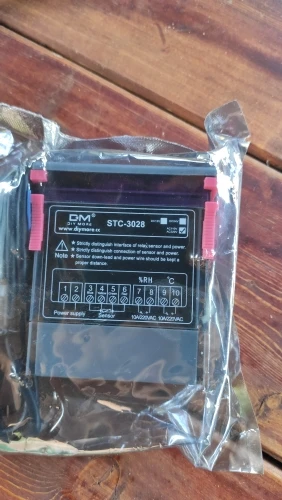 DM®
DIY MORE
www.diymore.cc
STC-3028
★ Strictly distinguish interface of relay,sensor and power.
★ Strictly distinguish connection of sensor and power.
Note ★ Sensor down-lead and power wire should be kept a
proper distance.
%RH °C
1 2 3 4 5 6 7 8 9 10
Power supply Sensor 10A/220VAC 10A/220VAC